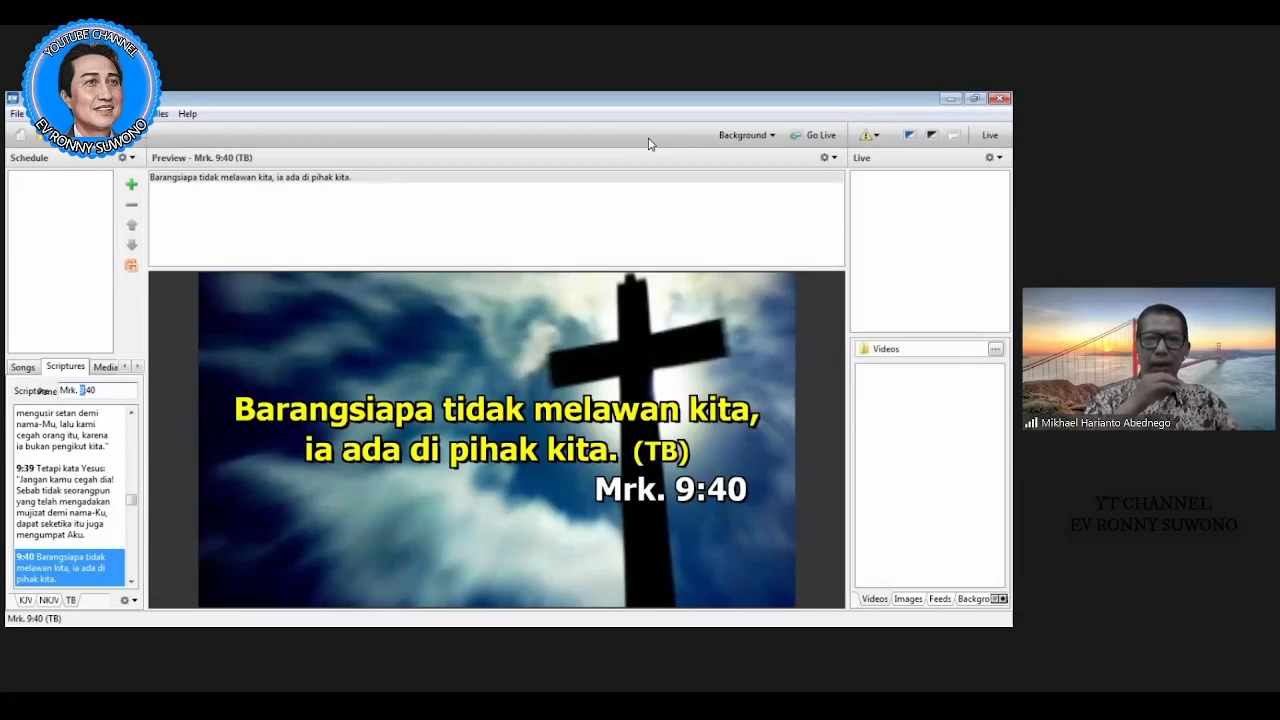 YOUTUBE CHANNEL
EV RONNY SUWONO
EW
File
Help
Background
Go Live
Live
Schedule
Preview - Mrk. 9:40 (TB)
Live
Barangsiapa tidak melawan kita, ia ada di pihak kita.
Barangsiapa tidak melawan kita,
ia ada di pihak kita. (TB)
Mrk. 9:40
Songs
Scriptures
Media
Mrk. 9:40
mengusir setan demi
nama-Mu, lalu kami
cegah orang itu, karena
ia bukan pengikut kita."
9:39 Tetapi kata Yesus:
"Jangan kamu cegah dia!
Sebab tidak seorangpun
yang telah mengadakan
mujizat demi nama-Ku,
dapat seketika itu juga
mengumpat Aku.
9:40 Barangsiapa tidak
melawan kita, ia ada di
pihak kita.
KJV NKJV TB
Mrk. 9:40 (TB)
Videos
Videos Images Feeds Backgro
Mikhael Harianto Abednego
YT CHANNEL
EV RONNY SUWONO